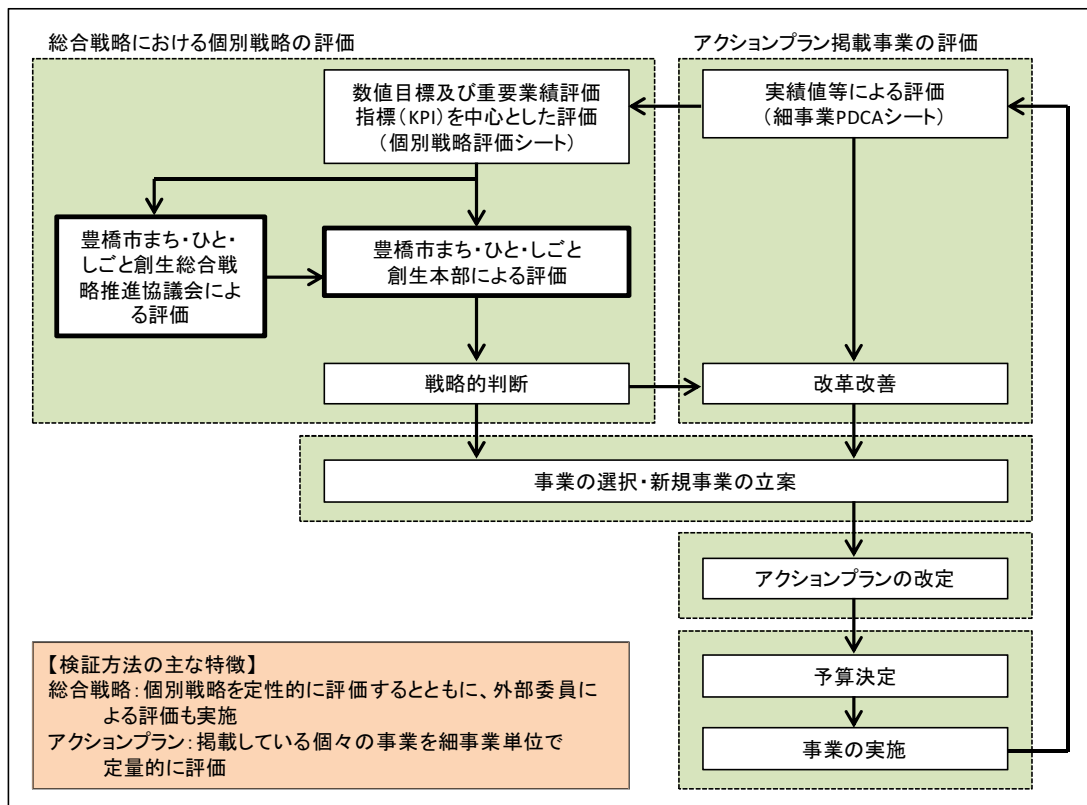 総合戦略における個別戦略の評価
アクションプラン掲載事業の評価
数値目標及び重要業績評価
指標（KPI）を中心とした評価
（個別戦略評価シート）
実績値等による評価
（細事業PDCAシート）
豊橋市まち・ひと・
しごと創生総合戦
略推進協議会によ
る評価
豊橋市まち・ひと・しごと
創生本部による評価
戦略的判断
改革改善
事業の選択・新規事業の立案
アクションプランの改定
予算決定
事業の実施
【検証方法の主な特徴】
総合戦略：個別戦略を定性的に評価するとともに、外部委員に
よる評価も実施
アクションプラン：掲載している個々の事業を細事業単位で
定量的に評価